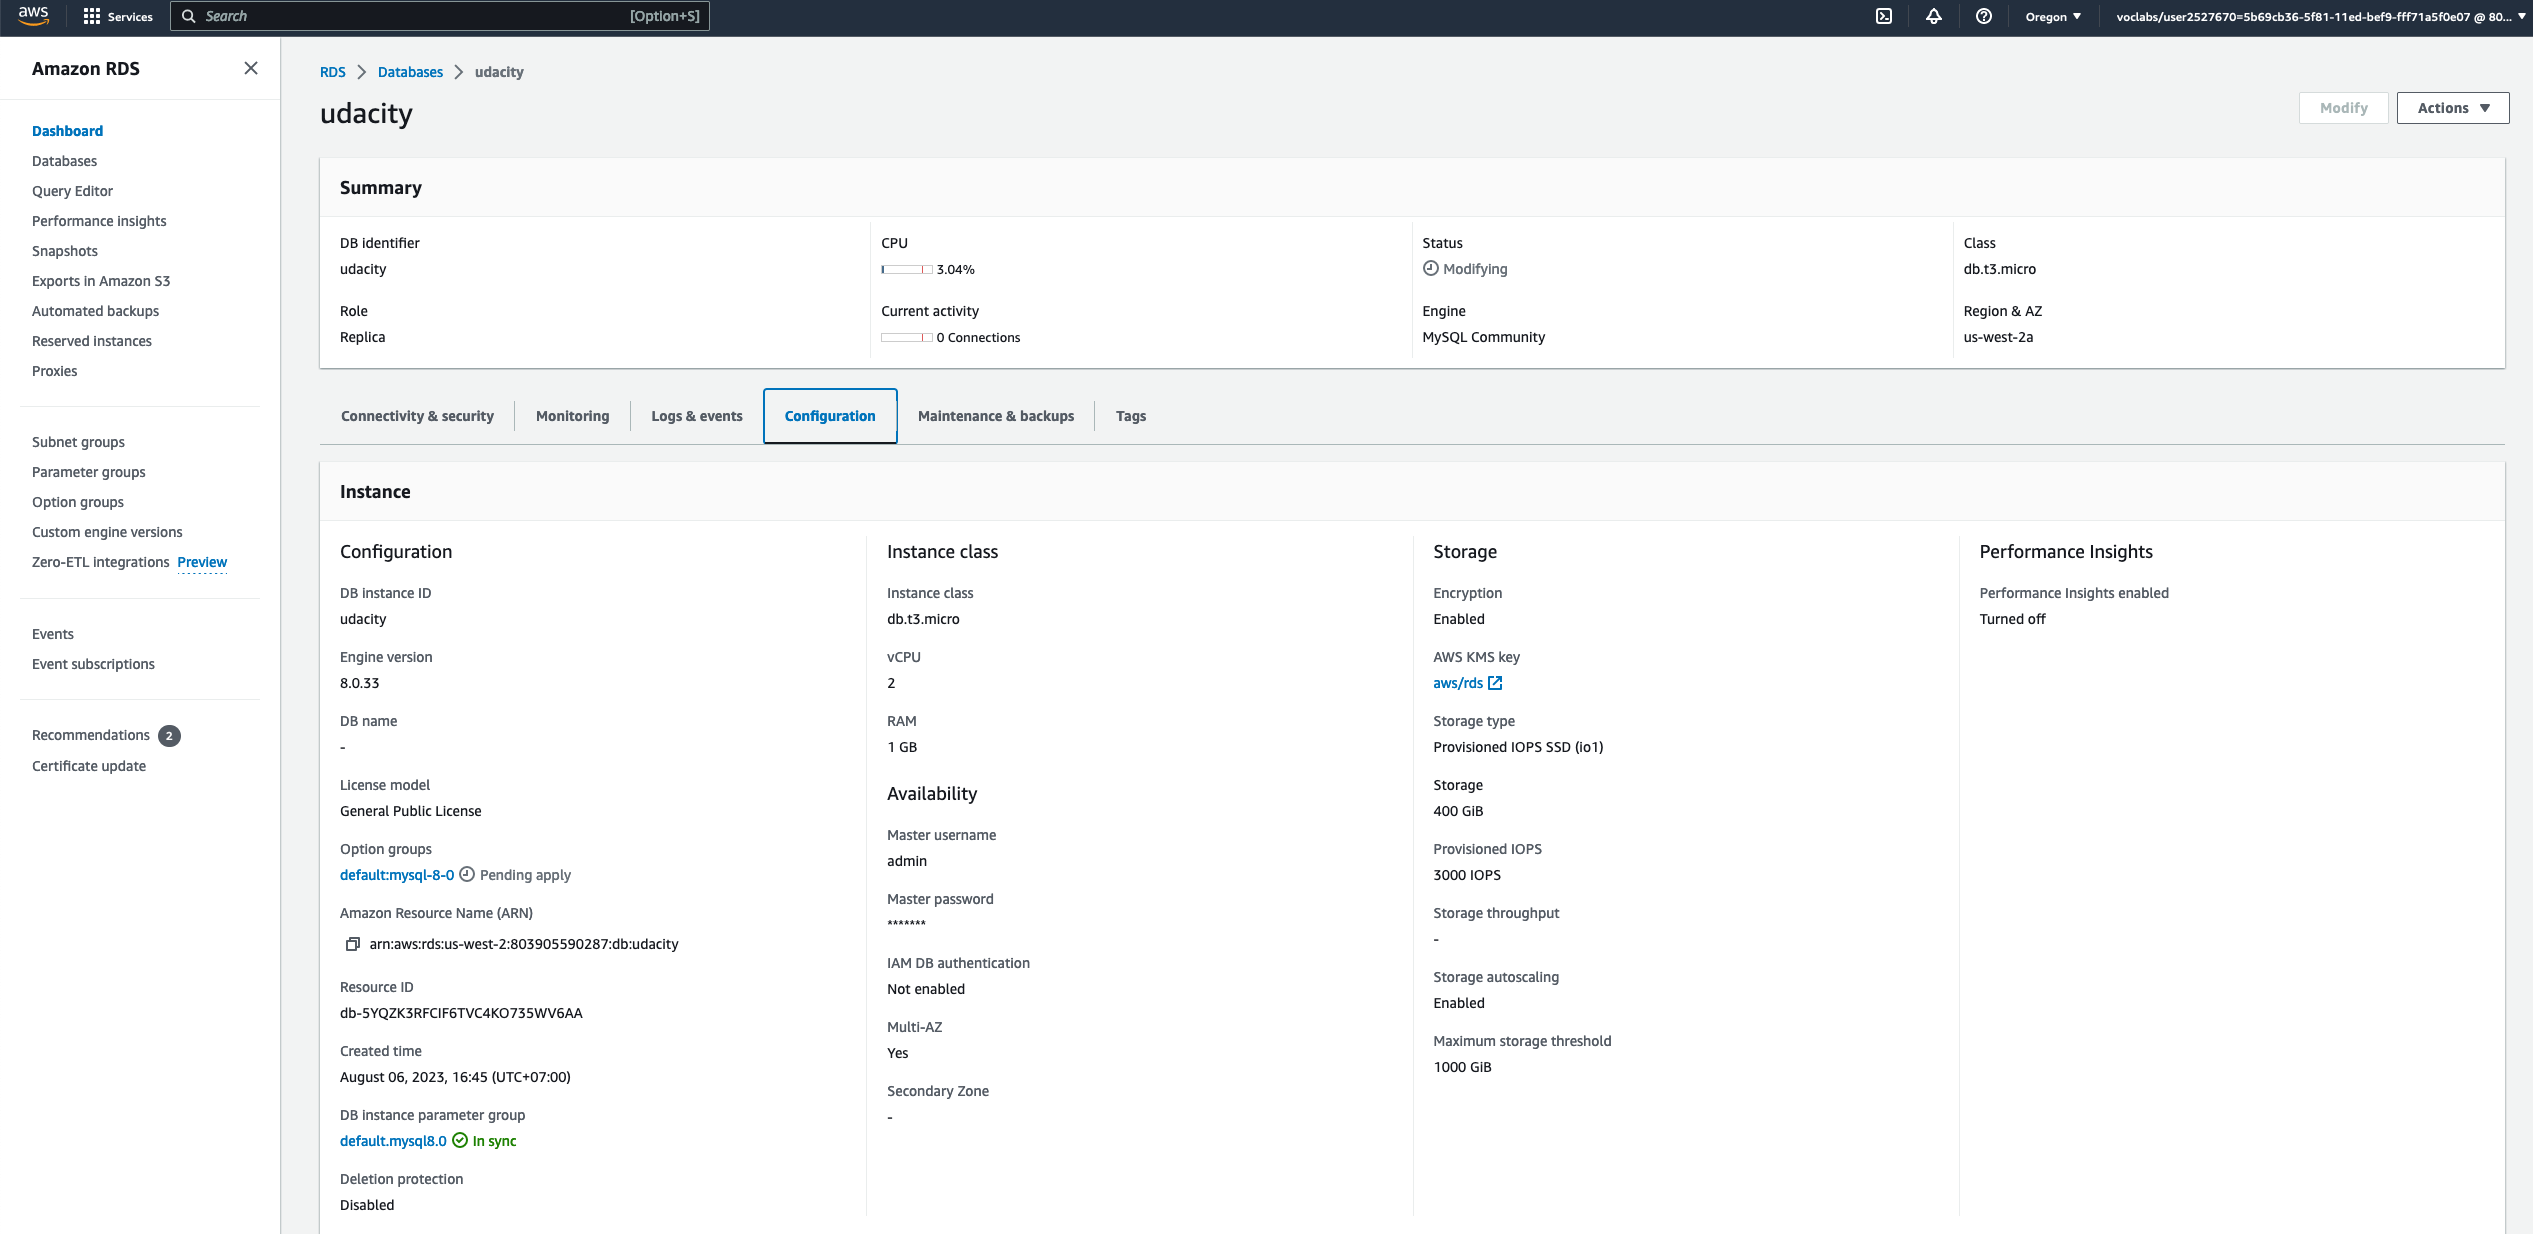 aws
Services
Search
[Option+S]
Oregon ▼
voclabs/user2527670=5b69cb36-5f81-11ed-bef9-fff71a5f0e07 @ 80... ▼
Amazon RDS
Dashboard
Databases
Query Editor
Performance insights
Snapshots
Exports in Amazon S3
Automated backups
Reserved instances
Proxies
Subnet groups
Parameter groups
Option groups
Custom engine versions
Zero-ETL integrations Preview
Events
Event subscriptions
Recommendations 2
Certificate update
RDS > Databases > udacity
udacity
Modify
Actions ▼
Summary
DB identifier
udacity
Role
Replica
CPU
3.04%
Current activity
0 Connections
Status
Modifying
Engine
MySQL Community
Class
db.t3.micro
Region & AZ
us-west-2a
Connectivity & security
Monitoring
Logs & events
Configuration
Maintenance & backups
Tags
Instance
Configuration
DB instance ID
udacity
Engine version
8.0.33
DB name
-
License model
General Public License
Option groups
default:mysql-8-0 Pending apply
Amazon Resource Name (ARN)
arn:aws:rds:us-west-2:803905590287:db:udacity
Resource ID
db-5YQZK3RFCIF6TVC4KO735WV6AA
Created time
August 06, 2023, 16:45 (UTC+07:00)
DB instance parameter group
default.mysql8.0 In sync
Deletion protection
Disabled
Instance class
Instance class
db.t3.micro
vCPU
2
RAM
1 GB
Availability
Master username
admin
Master password
*******
IAM DB authentication
Not enabled
Multi-AZ
Yes
Secondary Zone
-
Storage
Encryption
Enabled
AWS KMS key
aws/rds
Storage type
Provisioned IOPS SSD (io1)
Storage
400 GiB
Provisioned IOPS
3000 IOPS
Storage throughput
-
Storage autoscaling
Enabled
Maximum storage threshold
1000 GiB
Performance Insights
Performance Insights enabled
Turned off